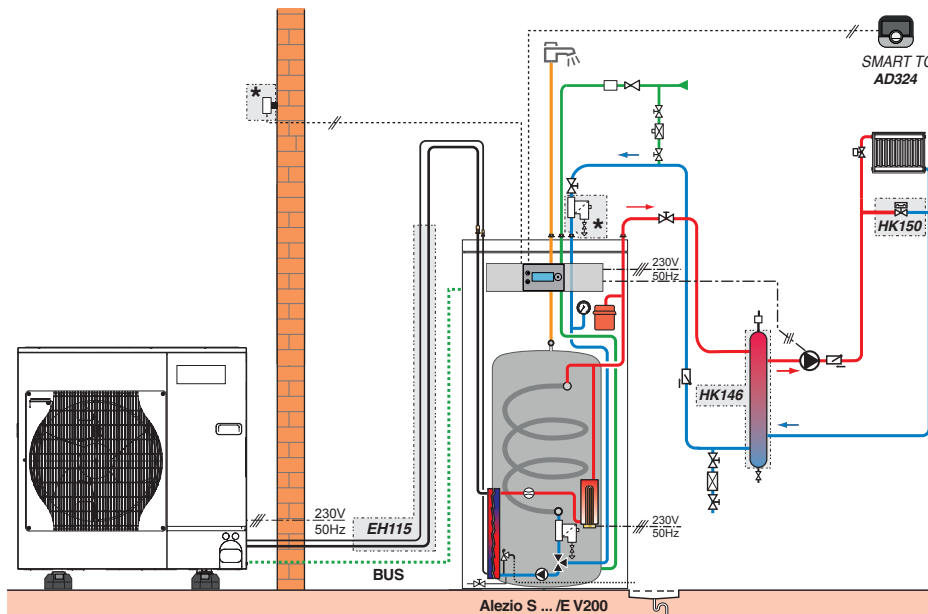 SMART TC
AD324
*
HK150
*
230V
50Hz
HK146
230V
50Hz
EH115
230V
50Hz
BUS
Alezio S ... /E V200